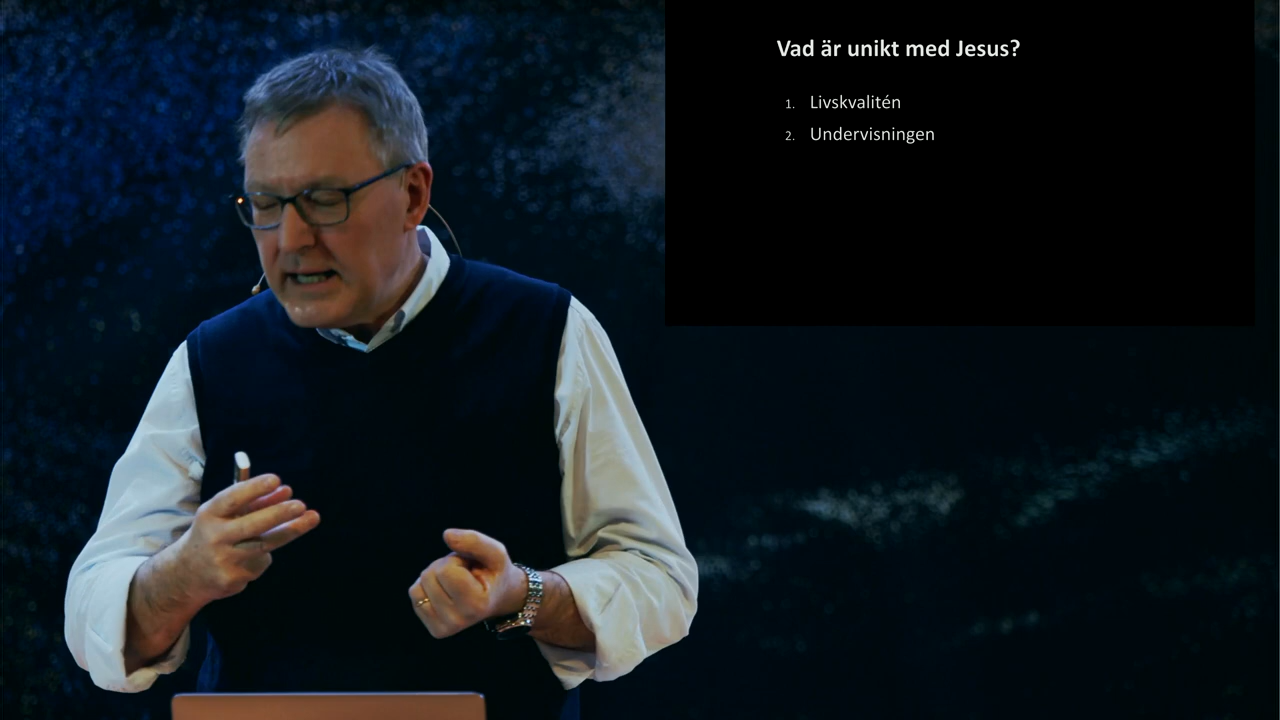 Vad är unikt med Jesus?
1. Livskvalitén
2. Undervisningen